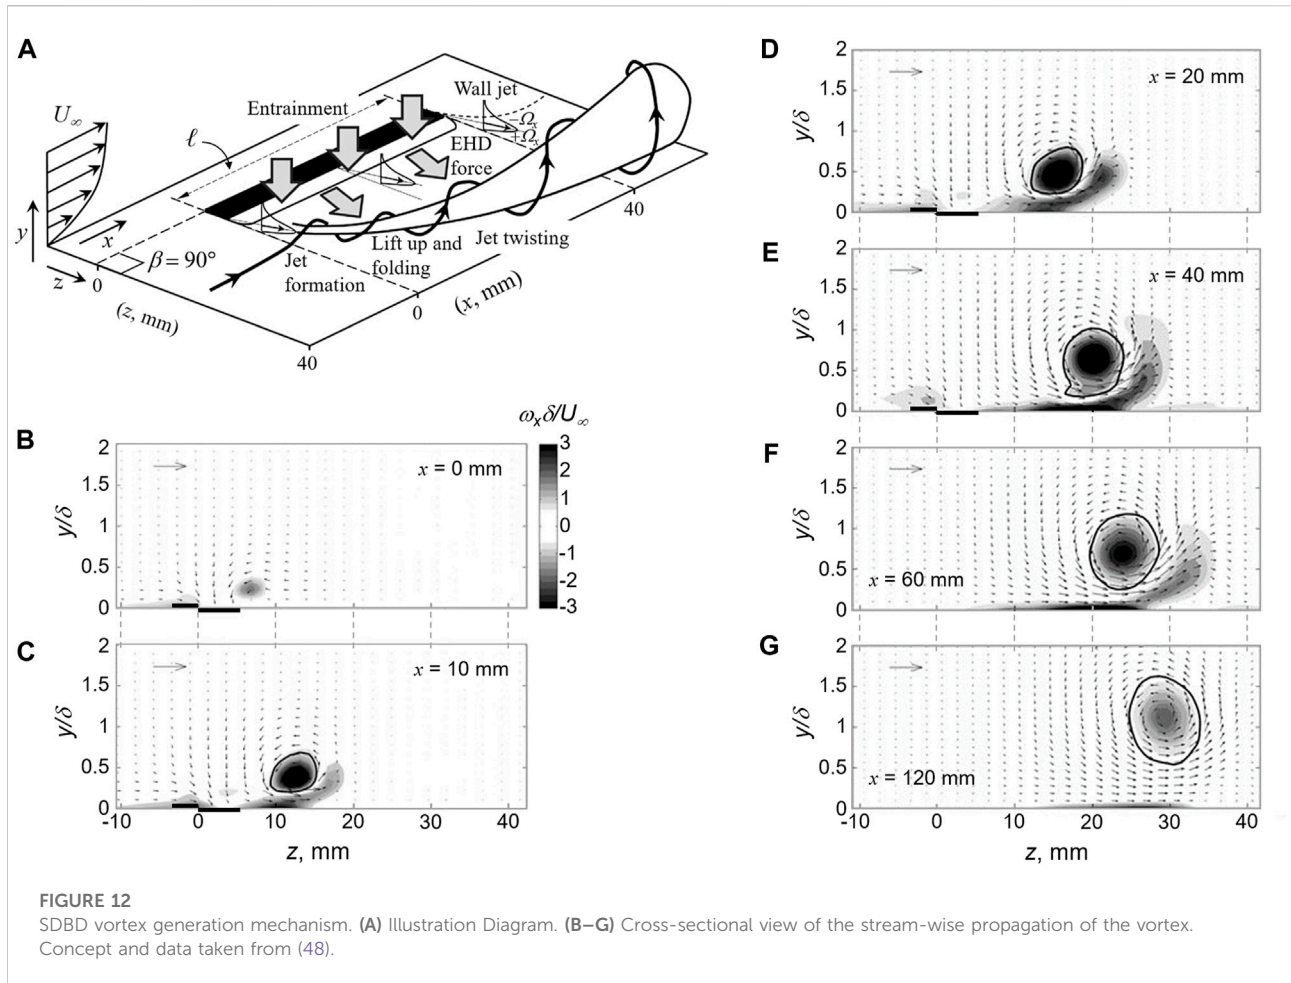 A
U∞
Entrainment
Wall jet
-Ωx
+Ωx
ℓ
EHD
force
40
y
x
Lift up and
folding
Jet twisting
β = 90°
Jet
formation
z
0
(z, mm)
(x, mm)
0
40
B
ωxδ/U∞
x = 0 mm
y/δ
2
1.5
1
0.5
0
3
2
1
0
-1
-2
-3
C
x = 10 mm
y/δ
2
1.5
1
0.5
0
-10 0 10 20 30 40
z, mm
D
x = 20 mm
y/δ
2
1.5
1
0.5
0
E
x = 40 mm
y/δ
2
1.5
1
0.5
0
F
x = 60 mm
y/δ
2
1.5
1
0.5
0
G
x = 120 mm
y/δ
2
1.5
1
0.5
0
-10 0 10 20 30 40
z, mm
FIGURE 12
SDBD vortex generation mechanism. (A) Illustration Diagram. (B–G) Cross-sectional view of the stream-wise propagation of the vortex.
Concept and data taken from (48).